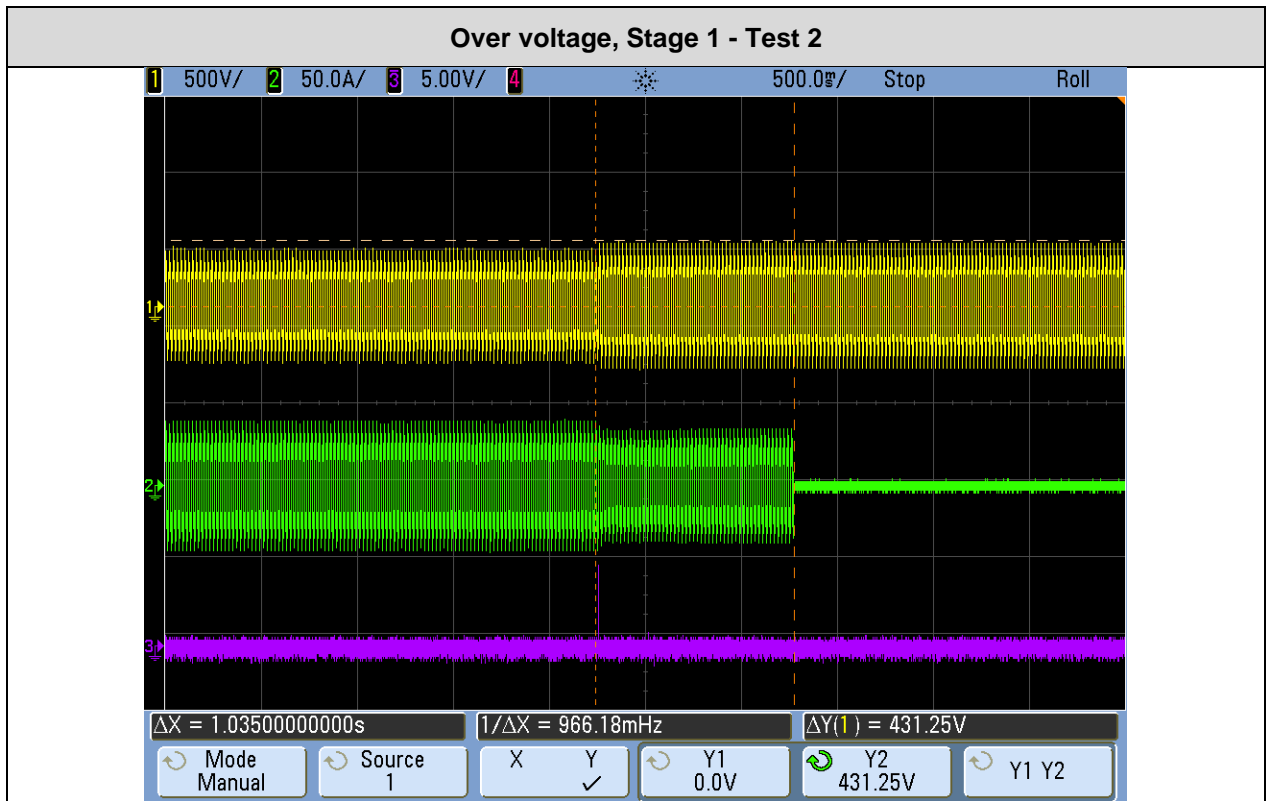 Over voltage, Stage 1 - Test 2
1 500V/ 2 50.0A/ 3 5.00V/ 4 500.0ms/ Stop Roll
1
2
3
ΔX = 1.03500000000s 1/ΔX = 966.18mHz ΔY(1) = 431.25V
Mode Source X Y Y1 Y2 Y1 Y2
Manual 1 ✓ 0.0V 431.25V